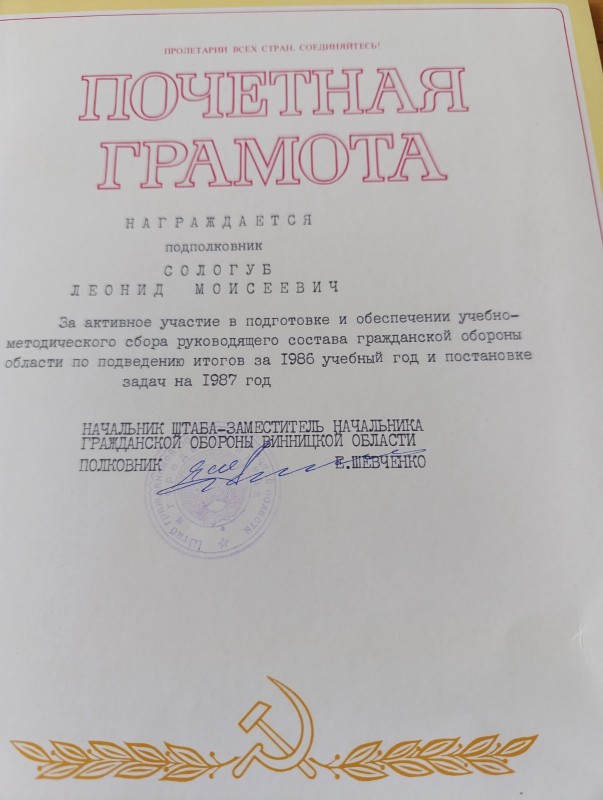 ПРОЛЕТАРИИ ВСЕХ СТРАН, СОЕДИНЯЙТЕСЬ!
ПОЧЕТНАЯ
ГРАМОТА
НАГРАЖДАЕТСЯ
подполковник
СОЛОГУБ
ЛЕОНИД МОИСЕЕВИЧ
За активное участие в подготовке и обеспечении учебно-
методического сбора руководящего состава гражданской обороны
области по подведению итогов за 1986 учебный год и постановке
задач на 1987 год
НАЧАЛЬНИК ШТАБА-ЗАМЕСТИТЕЛЬ НАЧАЛЬНИКА
ГРАЖДАНСКОЙ ОБОРОНЫ ВИННИЦКОЙ ОБЛАСТИ
ПОЛКОВНИК Е.ШЕВЧЕНКО